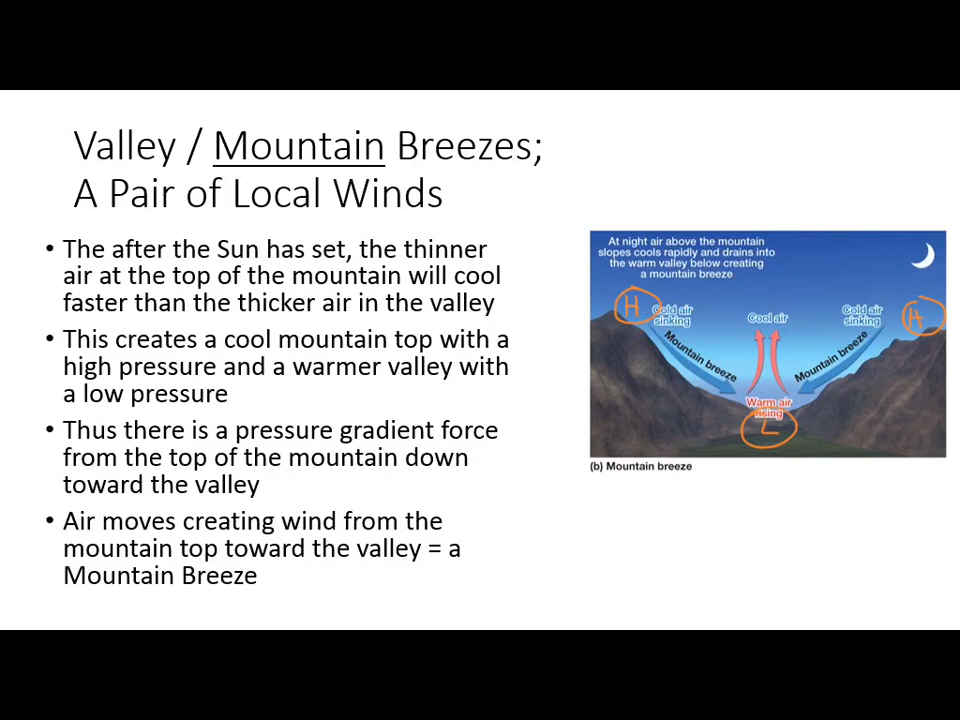 Valley / Mountain Breezes;
A Pair of Local Winds
• The after the Sun has set, the thinner
air at the top of the mountain will cool
faster than the thicker air in the valley
• This creates a cool mountain top with a
high pressure and a warmer valley with
a low pressure
• Thus there is a pressure gradient force
from the top of the mountain down
toward the valley
• Air moves creating wind from the
mountain top toward the valley = a
Mountain Breeze
At night air above the mountain
slopes cools rapidly and drains into
the warm valley below creating
a mountain breeze
H
Cold air
sinking
Cool air
Cold air
sinking
H
Mountain breeze
Mountain breeze
Warm air
rising
L
(b) Mountain breeze